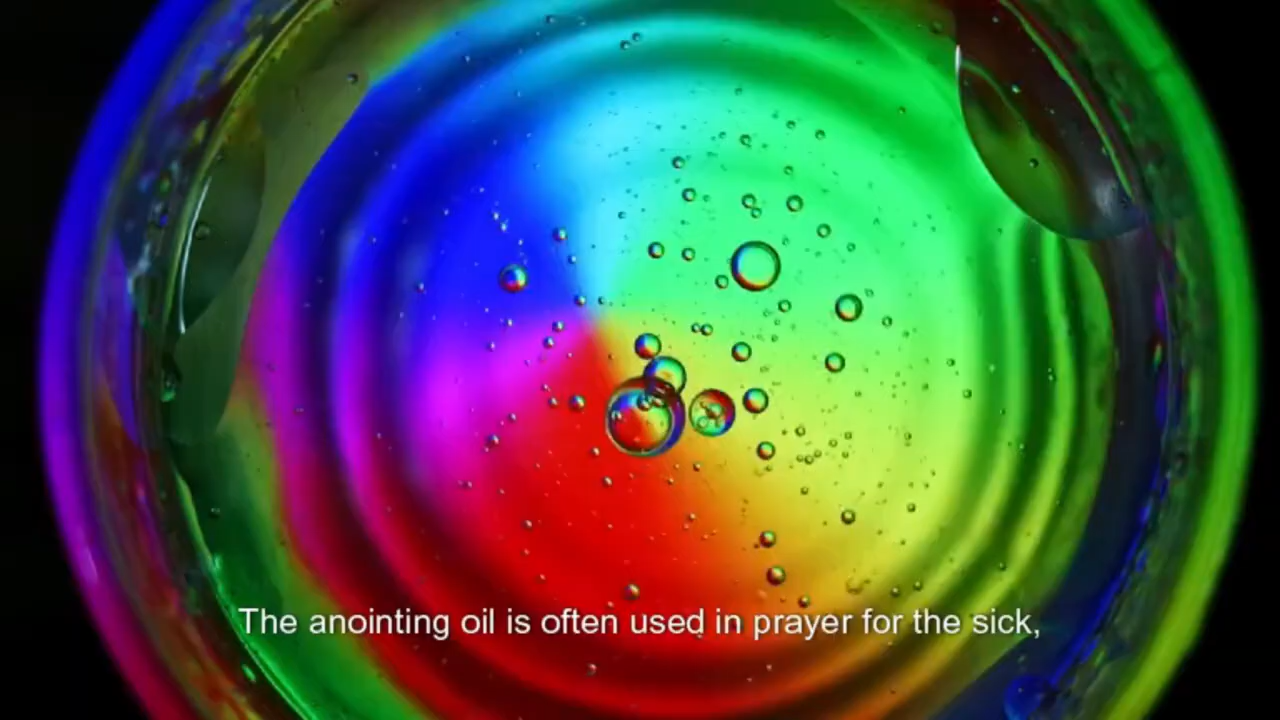 The anointing oil is often used in prayer for the sick,